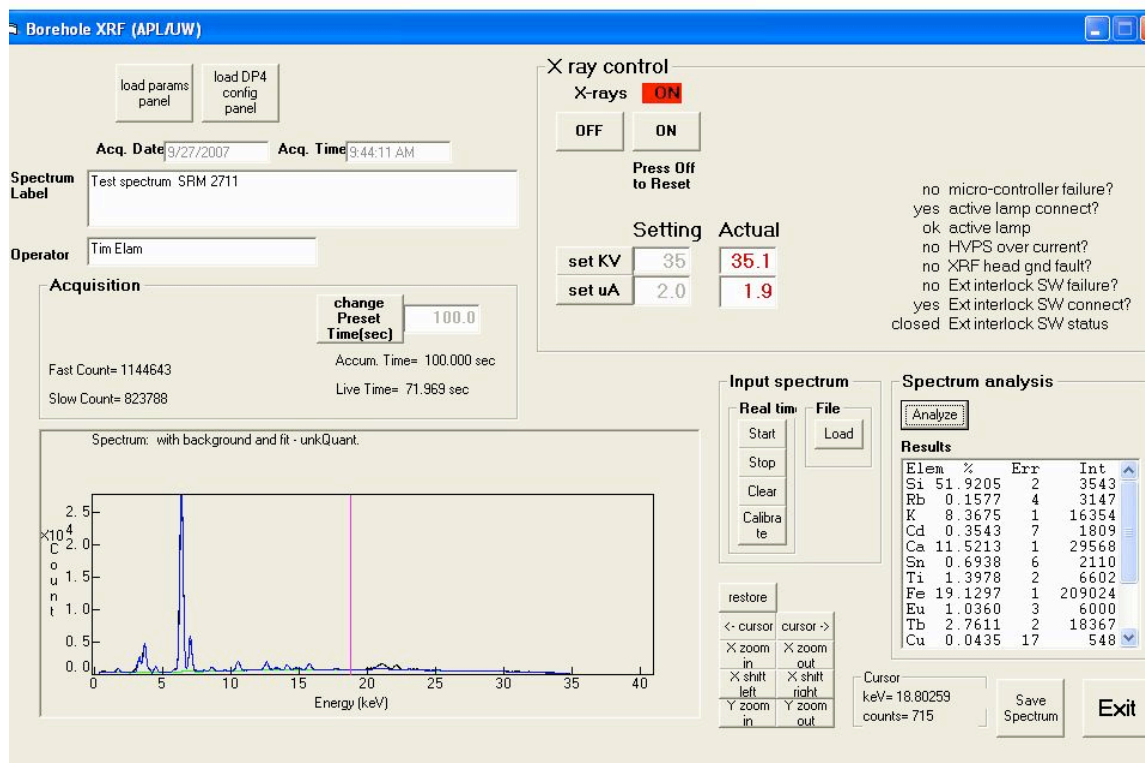 Borehole XRF (APL/UW)
load params
panel
load DP4
config
panel
Acq. Date 9/27/2007 Acq. Time 9:44:11 AM
Spectrum
Label
Test spectrum SRM 2711
Operator Tim Elam
Acquisition
change
Preset
Time(sec)
100.0
Accum. Time= 100.000 sec
Fast Count= 1144643
Live Time= 71.969 sec
Slow Count= 823788
X ray control
X-rays ON
OFF ON
Press Off
to Reset
Setting Actual
set KV 35 35.1
set uA 2.0 1.9
no micro-controller failure?
yes active lamp connect?
ok active lamp
no HVPS over current?
no XRF head gnd fault?
no Ext interlock SW failure?
yes Ext interlock SW connect?
closed Ext interlock SW status
Spectrum: with background and fit - unkQuant.
X10 4
Count
2.5
2.0
1.5
1.0
0.5
0.0
0 5 10 15 20 25 30 35 40
Energy (keV)
Input spectrum
Real tim
Start
Stop
Clear
Calibra
te
File
Load
Spectrum analysis
Analyze
Results
Elem % Err Int
Si 51.9205 2 3543
Rb 0.1577 4 3147
K 8.3675 1 16354
Cd 0.3543 7 1809
Ca 11.5213 1 29568
Sn 0.6938 6 2110
Ti 1.3978 2 6602
Fe 19.1297 1 209024
Eu 1.0360 3 6000
Tb 2.7611 2 18367
Cu 0.0435 17 548
restore
<- cursor cursor ->
X zoom
in
X zoom
out
X shift
left
X shift
right
Y zoom
in
Y zoom
out
Cursor
keV= 18.80259
counts= 715
Save
Spectrum
Exit